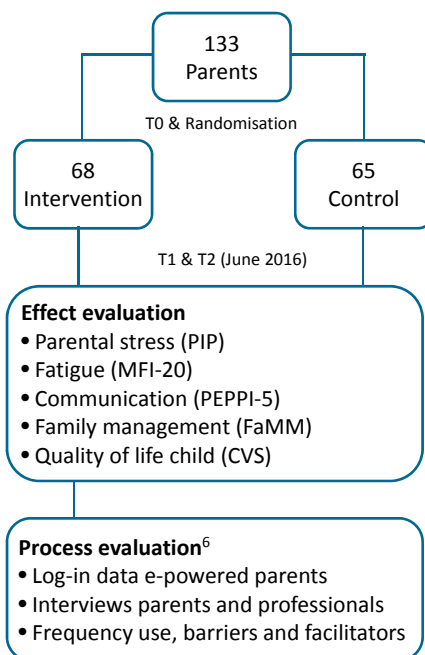 133
Parents
T0 & Randomisation
68
Intervention
65
Control
T1 & T2 (June 2016)
Effect evaluation
• Parental stress (PIP)
• Fatigue (MFI-20)
• Communication (PEPPI-5)
• Family management (FaMM)
• Quality of life child (CVS)
Process evaluation⁶
• Log-in data e-powered parents
• Interviews parents and professionals
• Frequency use, barriers and facilitators